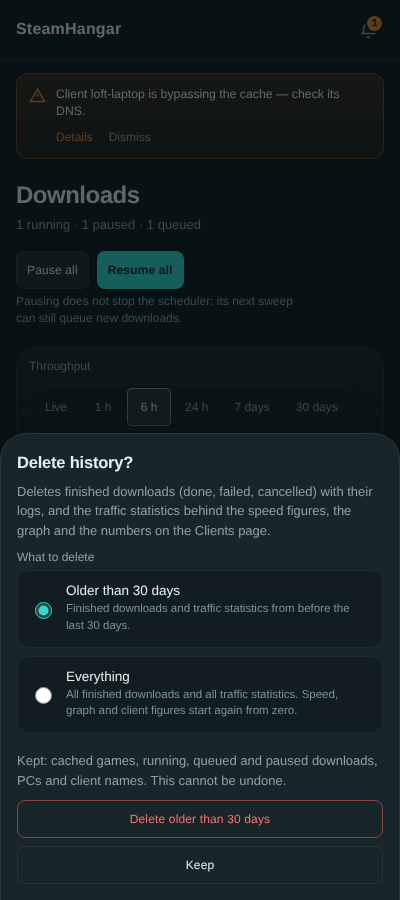 SteamHangar
1
Client loft-laptop is bypassing the cache — check its
DNS.
Details Dismiss
Downloads
1 running · 1 paused · 1 queued
Pause all Resume all
Pausing does not stop the scheduler: its next sweep
can still queue new downloads.
Throughput
Live 1 h 6 h 24 h 7 days 30 days
Delete history?
Deletes finished downloads (done, failed, cancelled) with their
logs, and the traffic statistics behind the speed figures, the
graph and the numbers on the Clients page.
What to delete
Older than 30 days
Finished downloads and traffic statistics from before the
last 30 days.
Everything
All finished downloads and all traffic statistics. Speed,
graph and client figures start again from zero.
Kept: cached games, running, queued and paused downloads,
PCs and client names. This cannot be undone.
Delete older than 30 days
Keep